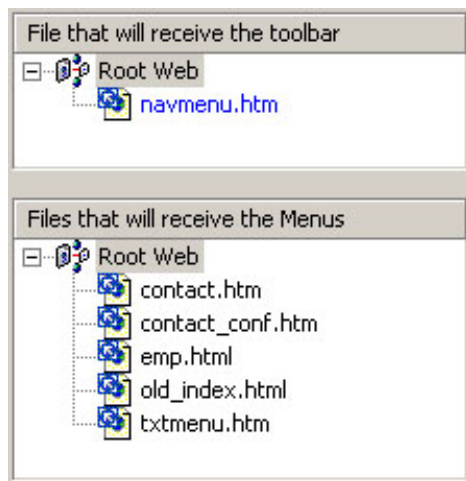 File that will receive the toolbar
Root Web
navmenu.htm
Files that will receive the Menus
Root Web
contact.htm
contact_conf.htm
emp.html
old_index.html
txtmenu.htm